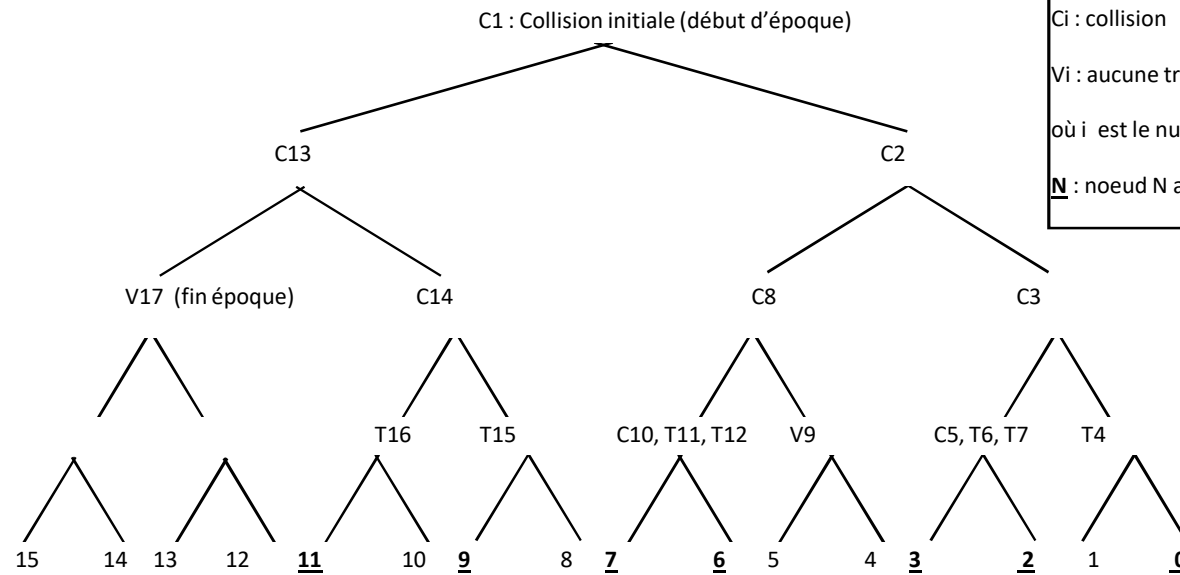 C1 : Collision initiale (début d’époque)
Ci : collision
Vi : aucune
où i est le
N : noeud N
C13
C2
V17 (fin époque)
C14
C8
C3
T16
T15
C10, T11, T12
V9
C5, T6, T7
T4
15 14 13 12 11 10 9 8 7 6 5 4 3 2 1 0